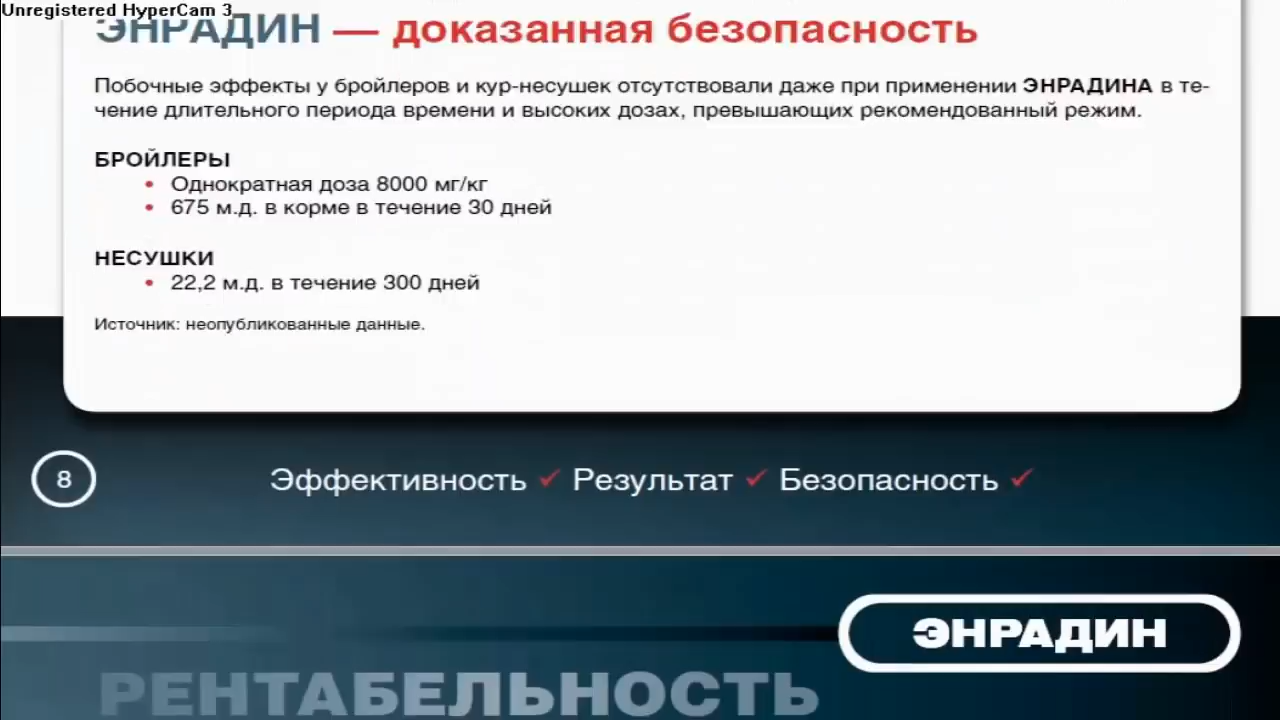 Unregistered HyperCam 3
ЭНРАДИН — доказанная безопасность
Побочные эффекты у бройлеров и кур-несушек отсутствовали даже при применении ЭНРАДИНА в те-
чение длительного периода времени и высоких дозах, превышающих рекомендованный режим.
БРОЙЛЕРЫ
• Однократная доза 8000 мг/кг
• 675 м.д. в корме в течение 30 дней
НЕСУШКИ
• 22,2 м.д. в течение 300 дней
Источник: неопубликованные данные.
8
Эффективность ✓ Результат ✓ Безопасность ✓
ЭНРАДИН
РЕНТАБЕЛЬНОСТЬ